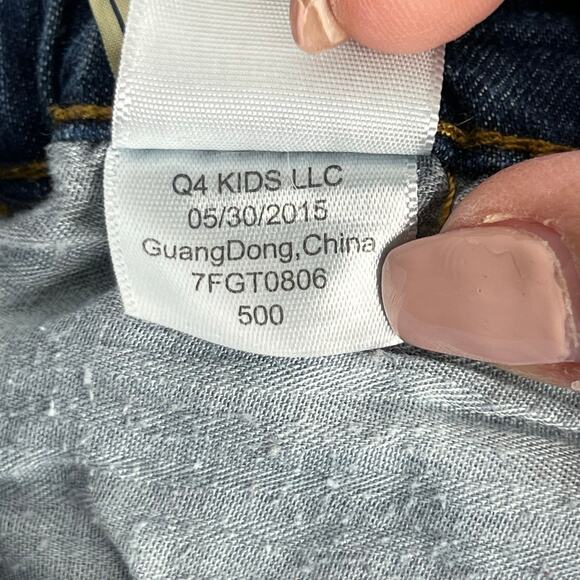 Q4 KIDS LLC
05/30/2015
GuangDong,China
7FGT0806
500